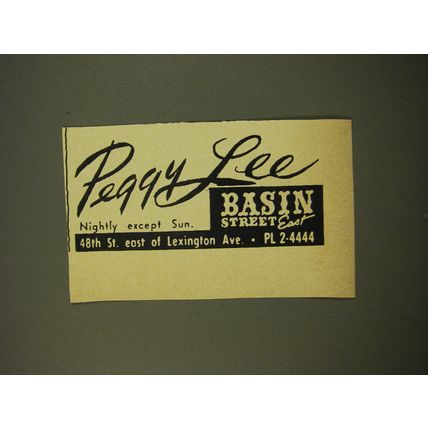 Peggy Lee
Nightly except Sun.
BASIN
STREET East
48th St. east of Lexington Ave. • PL 2-4444